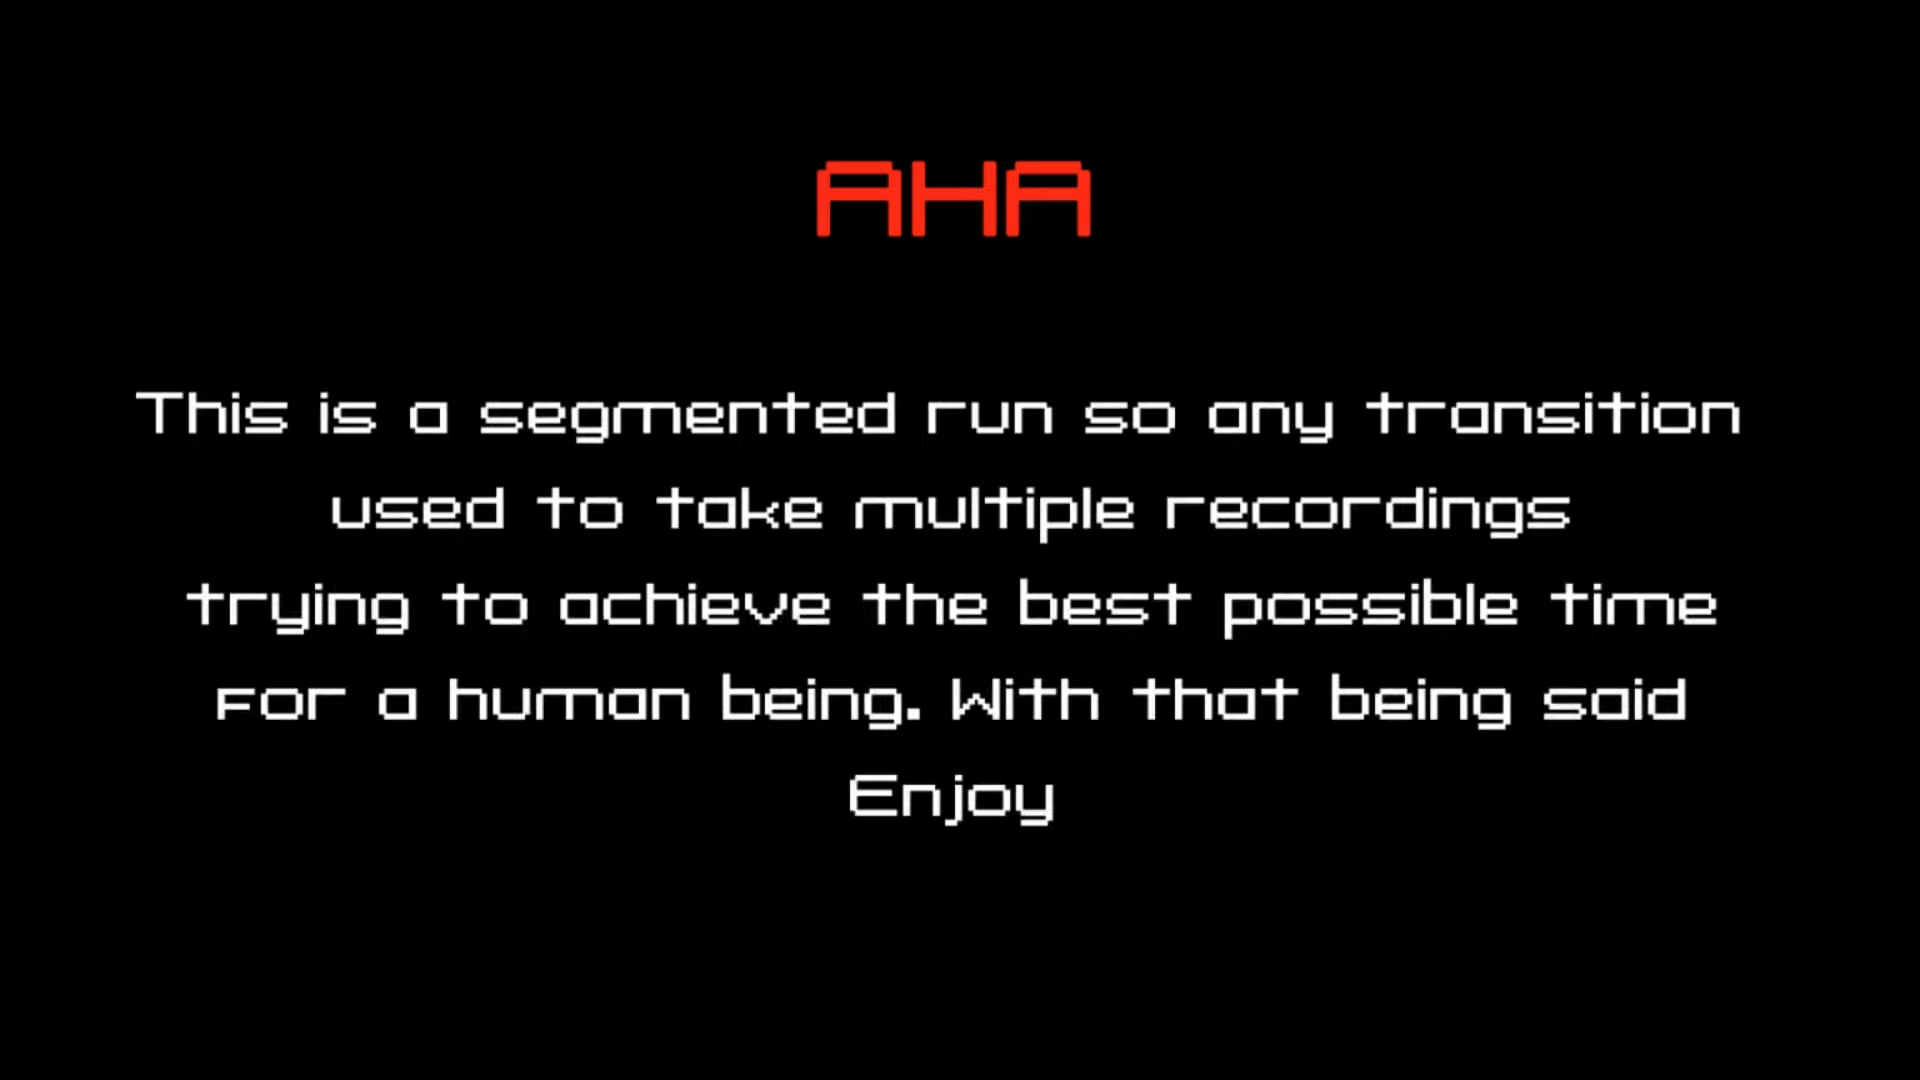 AHA
This is a segmented run so any transition
used to take multiple recordings
trying to achieve the best possible time
for a human being. With that being said
Enjoy